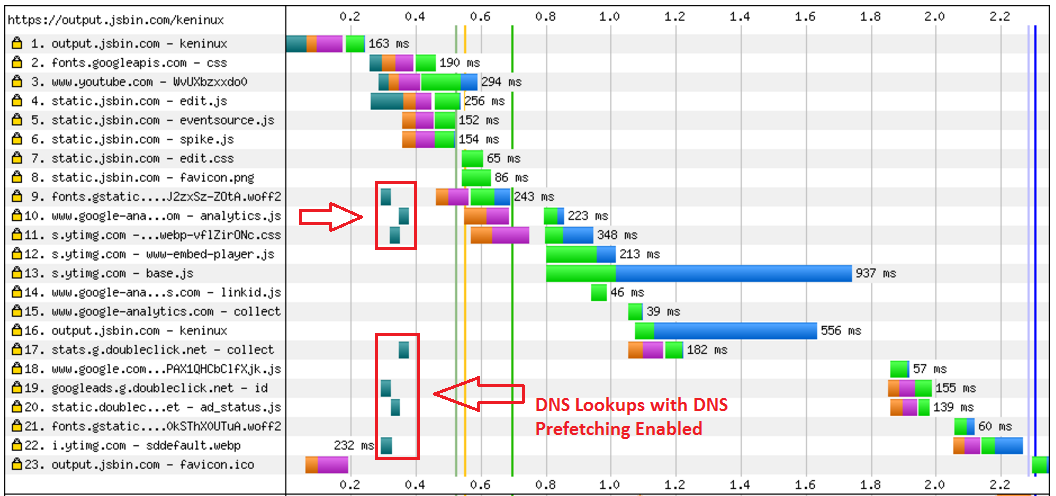 https://output.jsbin.com/keninux
0.2 0.4 0.6 0.8 1.0 1.2 1.4 1.6 1.8 2.0 2.2
1. output.jsbin.com - keninux 163 ms
2. fonts.googleapis.com - css 190 ms
3. www.youtube.com - WvUXbzxxdo0 294 ms
4. static.jsbin.com - edit.js 256 ms
5. static.jsbin.com - eventsource.js 152 ms
6. static.jsbin.com - spike.js 154 ms
7. static.jsbin.com - edit.css 65 ms
8. static.jsbin.com - favicon.png 86 ms
9. fonts.gstatic....J2zxSz-ZOtA.woff2 243 ms
10. www.google-ana...om - analytics.js 223 ms
11. s.ytimg.com -...webp-vflZirONc.css 348 ms
12. s.ytimg.com - www-embed-player.js 213 ms
13. s.ytimg.com - base.js 937 ms
14. www.google-ana...s.com - linkid.js 46 ms
15. www.google-analytics.com - collect 39 ms
16. output.jsbin.com - keninux 556 ms
17. stats.g.doubleclick.net - collect 182 ms
18. www.google.com...PAX1QHCbClfXjk.js 57 ms
19. googleads.g.doubleclick.net - id 155 ms
20. static.doublec...et - ad_status.js 139 ms
DNS Lookups with DNS
Prefetching Enabled
21. fonts.gstatic....0kSThX0UTuA.woff2 60 ms
22. i.ytimg.com - sddefault.webp 232 ms
23. output.jsbin.com - favicon.ico
0.2 0.4 0.6 0.8 1.0 1.2 1.4 1.6 1.8 2.0 2.2